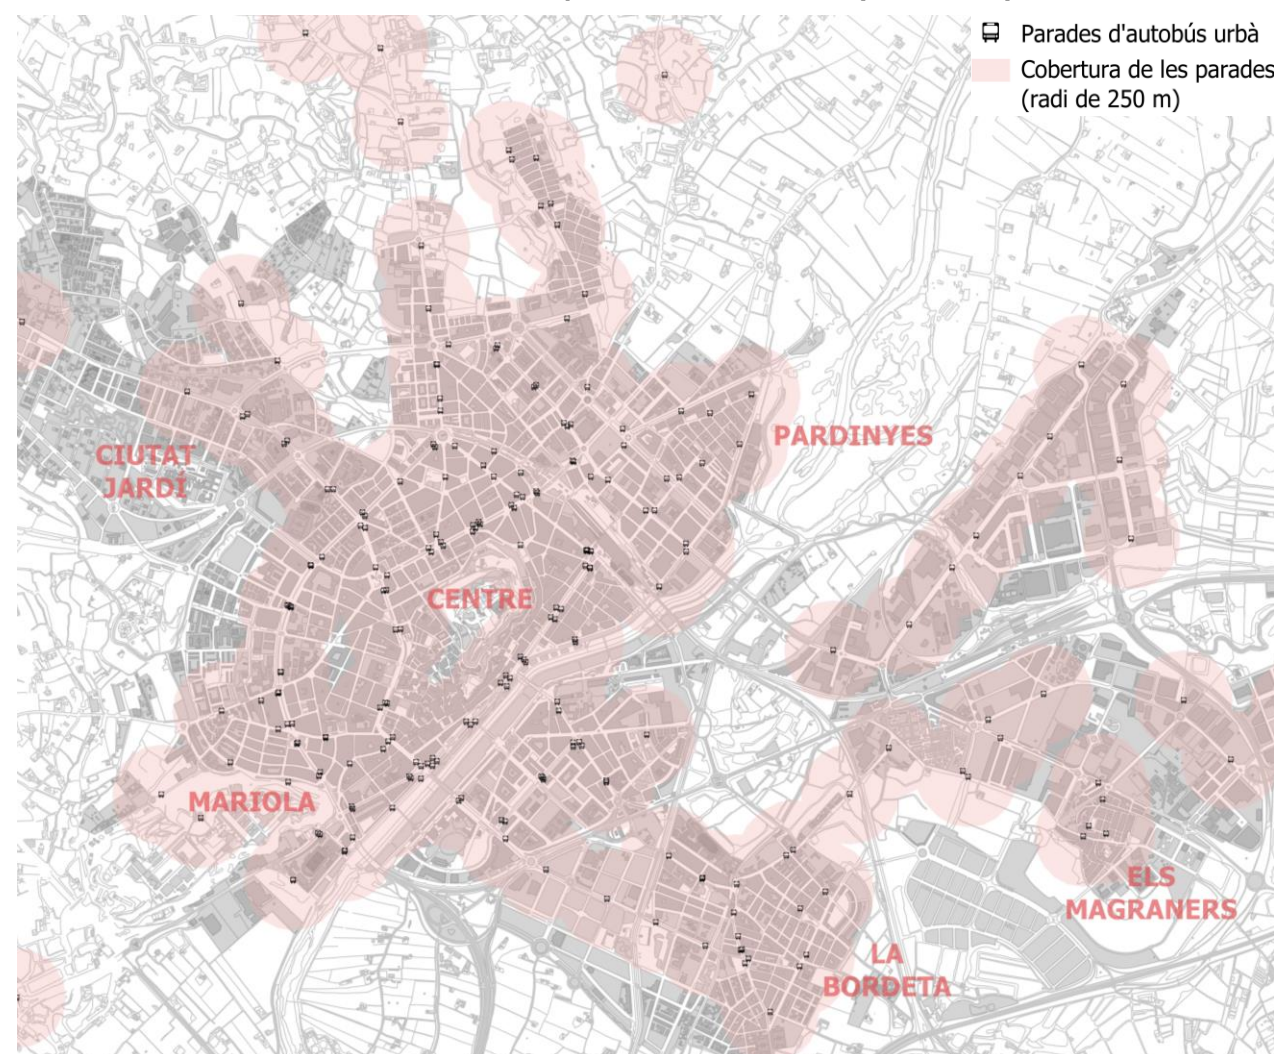 Parades d'autobús urbà
Cobertura de les parades
(radi de 250 m)
PARDINYES
CIUTAT
JARDÍ
CENTRE
MARIOLA
ELS
MAGRANERS
LA
BORDETA